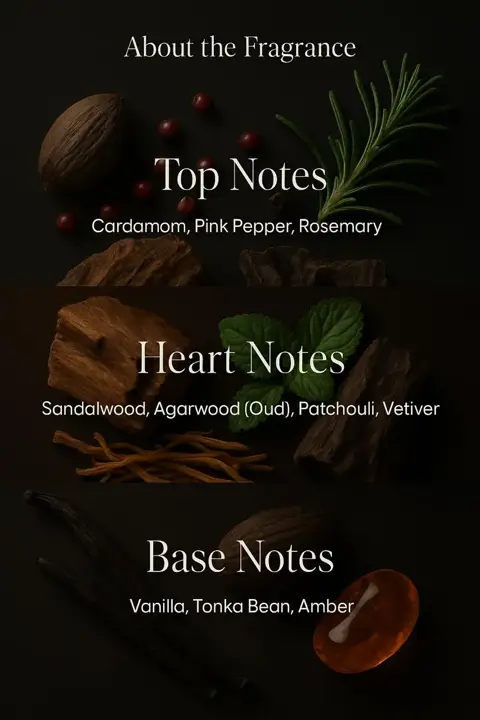 About the Fragrance
Top Notes
Cardamom, Pink Pepper, Rosemary
Heart Notes
Sandalwood, Agarwood (Oud), Patchouli, Vetiver
Base Notes
Vanilla, Tonka Bean, Amber